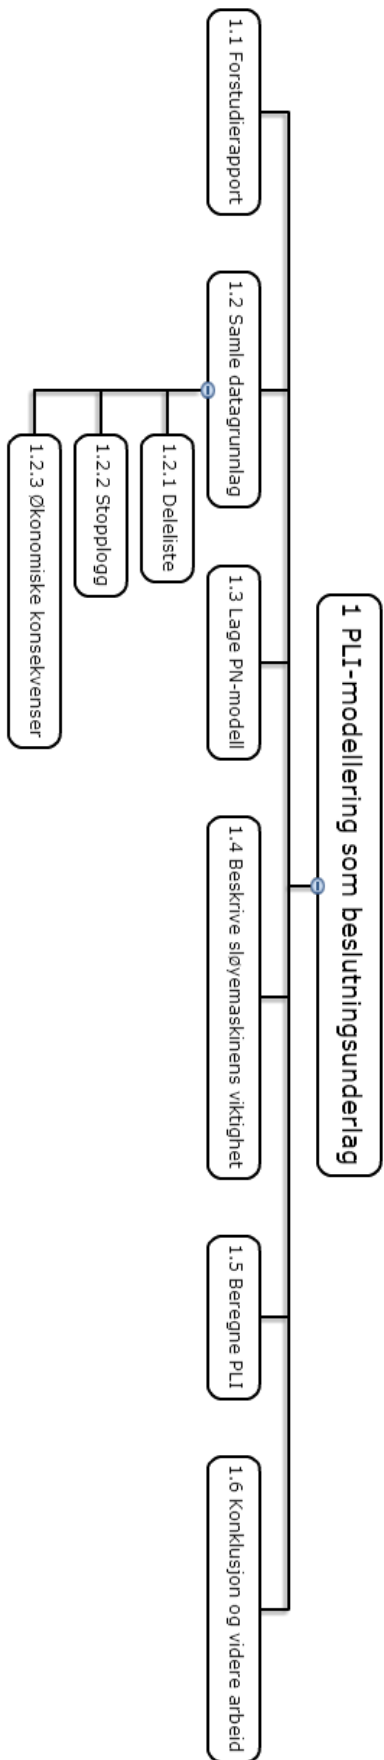 1 PLI-modellering som beslutningsunderlag
1.1 Forstudierapport
1.2 Samle datagrunnlag
1.2.1 Deleliste
1.2.2 Stopplogg
1.2.3 Økonomiske konsekvenser
1.3 Lage PN-modell
1.4 Beskrive sløyemaskinens viktighet
1.5 Beregne PLI
1.6 Konklusjon og videre arbeid